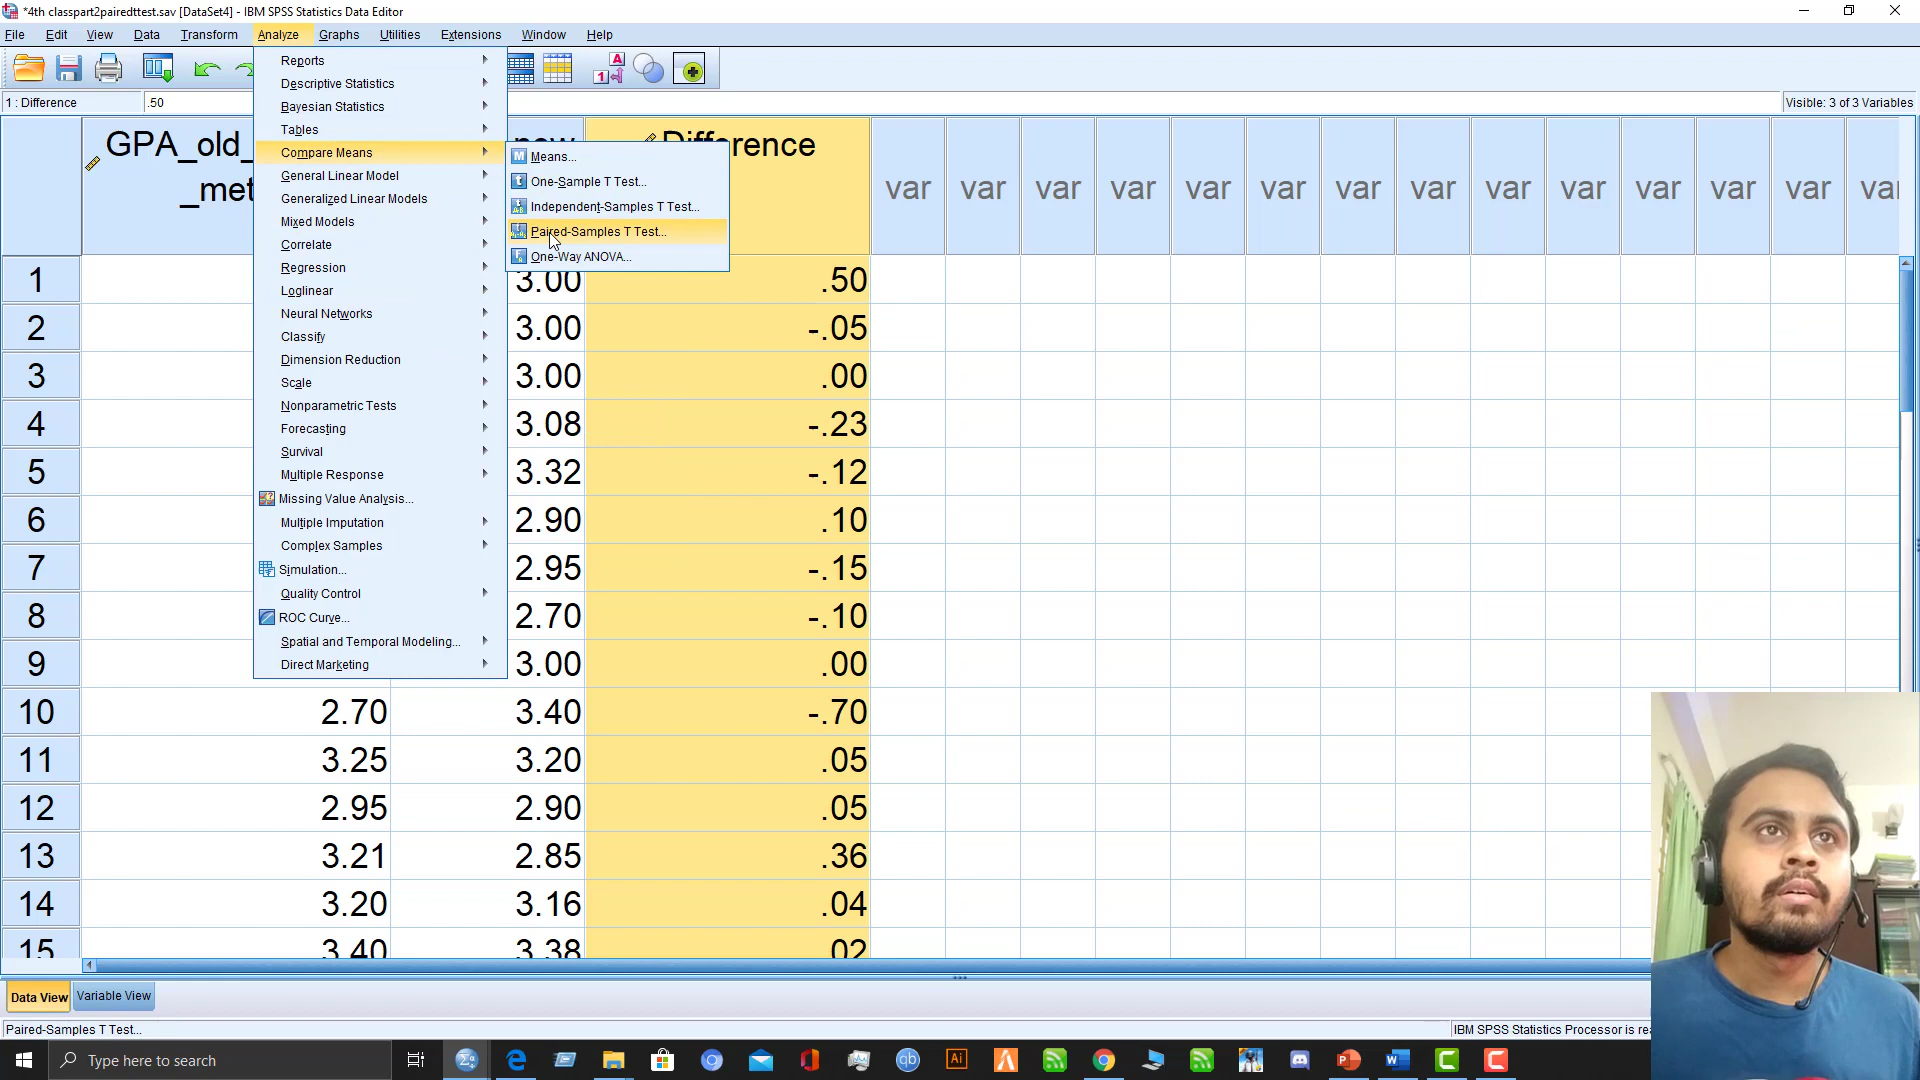 *4th classpart2pairedttest.sav [DataSet4] - IBM SPSS Statistics Data Editor
File Edit View Data Transform Analyze Graphs Utilities Extensions Window Help
1 : Difference .50 Visible: 3 of 3 Variables
Reports
Descriptive Statistics
Bayesian Statistics
Tables
Compare Means
General Linear Model
Generalized Linear Models
Mixed Models
Correlate
Regression
Loglinear
Neural Networks
Classify
Dimension Reduction
Scale
Nonparametric Tests
Forecasting
Survival
Multiple Response
Missing Value Analysis...
Multiple Imputation
Complex Samples
Simulation...
Quality Control
ROC Curve...
Spatial and Temporal Modeling...
Direct Marketing
Means...
One-Sample T Test...
Independent-Samples T Test...
Paired-Samples T Test...
One-Way ANOVA...
GPA_old_
_met
Difference
var var var var var var var var var var var var var va
1 3.00 .50
2 3.00 -.05
3 3.00 .00
4 3.08 -.23
5 3.32 -.12
6 2.90 .10
7 2.95 -.15
8 2.70 -.10
9 3.00 .00
10 2.70 3.40 -.70
11 3.25 3.20 .05
12 2.95 2.90 .05
13 3.21 2.85 .36
14 3.20 3.16 .04
15 3.40 3.38 .02
Data View Variable View
Paired-Samples T Test... IBM SPSS Statistics Processor is rea
Type here to search